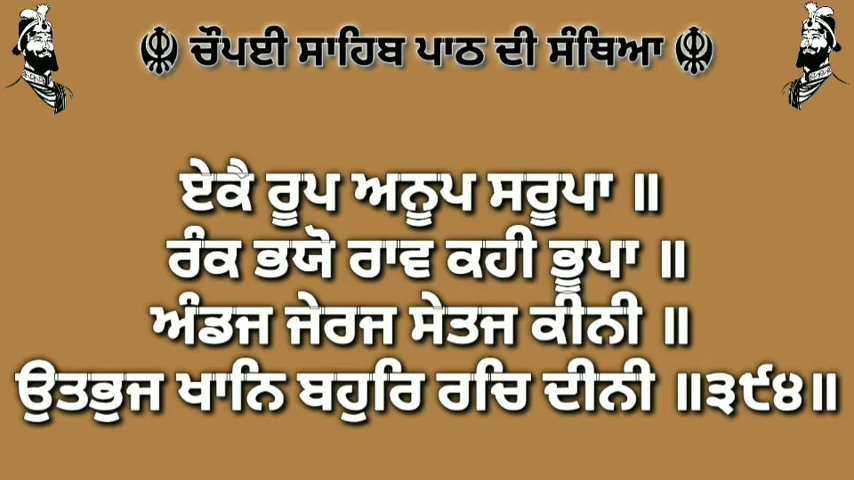 ਚੌਪਈ ਸਾਹਿਬ ਪਾਠ ਦੀ ਸੰਥਿਆ
ਏਕੈ ਰੂਪ ਅਨੂਪ ਸਰੂਪਾ ॥
ਰੰਕ ਭਯੋ ਰਾਵ ਕਹੀ ਭੂਪਾ ॥
ਅੰਡਜ ਜੇਰਜ ਸੇਤਜ ਕੀਨੀ ॥
ਉਤਭੁਜ ਖਾਨਿ ਬਹੁਰਿ ਰਚਿ ਦੀਨੀ ॥੩੯੪॥